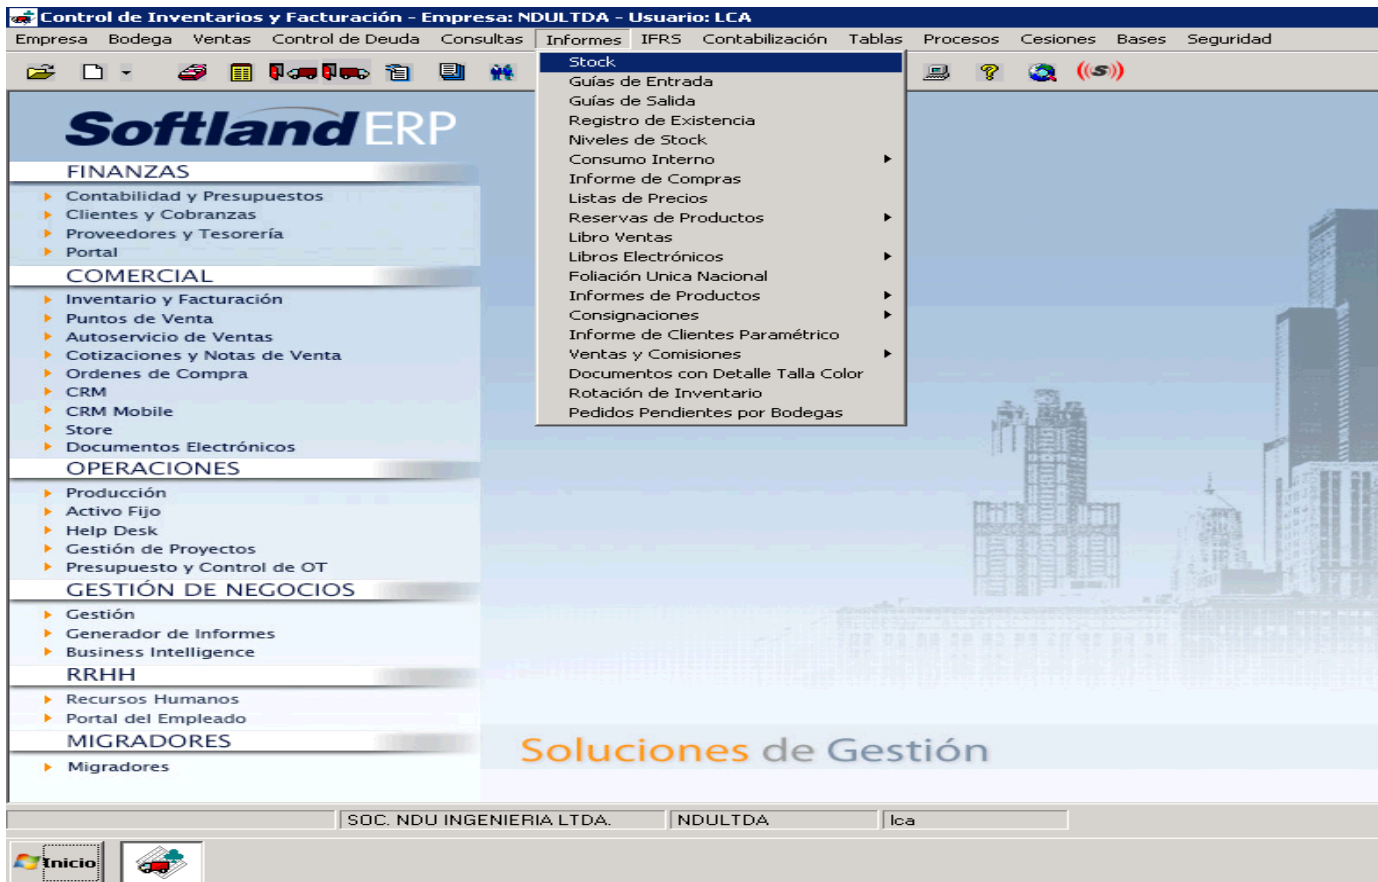 Control de Inventarios y Facturación - Empresa: NDULTDA - Usuario: LCA
Empresa Bodega Ventas Control de Deuda Consultas Informes IFRS Contabilización Tablas Procesos Cesiones Bases Seguridad
((S))
Softland ERP
FINANZAS
Contabilidad y Presupuestos
Clientes y Cobranzas
Proveedores y Tesorería
Portal
COMERCIAL
Inventario y Facturación
Puntos de Venta
Autoservicio de Ventas
Cotizaciones y Notas de Venta
Ordenes de Compra
CRM
CRM Mobile
Store
Documentos Electrónicos
OPERACIONES
Producción
Activo Fijo
Help Desk
Gestión de Proyectos
Presupuesto y Control de OT
GESTIÓN DE NEGOCIOS
Gestión
Generador de Informes
Business Intelligence
RRHH
Recursos Humanos
Portal del Empleado
MIGRADORES
Migradores
Stock
Guías de Entrada
Guías de Salida
Registro de Existencia
Niveles de Stock
Consumo Interno
Informe de Compras
Listas de Precios
Reservas de Productos
Libro Ventas
Libros Electrónicos
Foliación Unica Nacional
Informes de Productos
Consignaciones
Informe de Clientes Paramétrico
Ventas y Comisiones
Documentos con Detalle Talla Color
Rotación de Inventario
Pedidos Pendientes por Bodegas
Soluciones de Gestión
SOC. NDU INGENIERIA LTDA. NDULTDA lca
Inicio